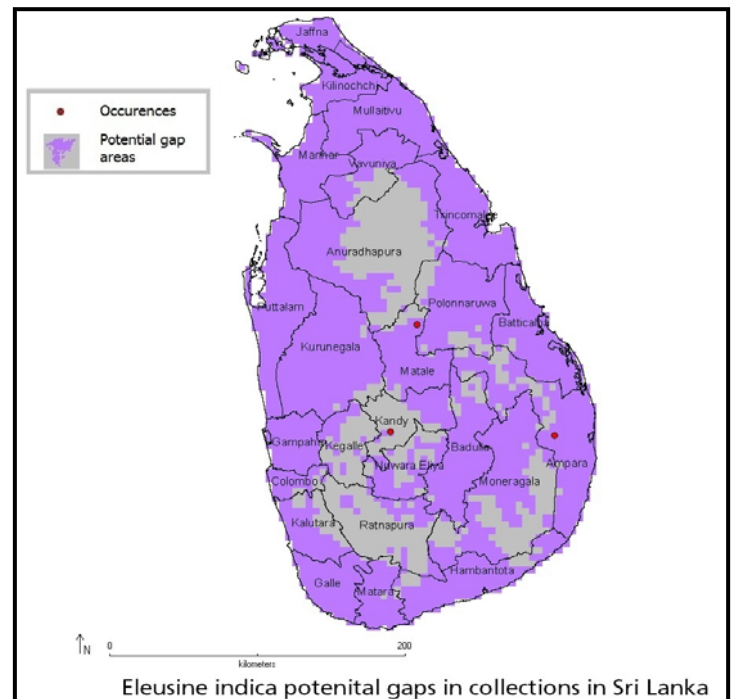 Jaffna
Kilinochchi
Mullaitivu
Occurences
Potential gap
areas
Mannar
Vavuniya
Trincomalee
Anuradhapura
Polonnaruwa
Puttalam
Batticaloa
Kurunegala
Matale
Kandy
Gampaha
Kegalle
Badulla
Nuwara Eliya
Ampara
Colombo
Moneragala
Kalutara
Ratnapura
Hambantota
Galle
Matara
N
0
200
kilometers
Eleusine indica potenital gaps in collections in Sri Lanka